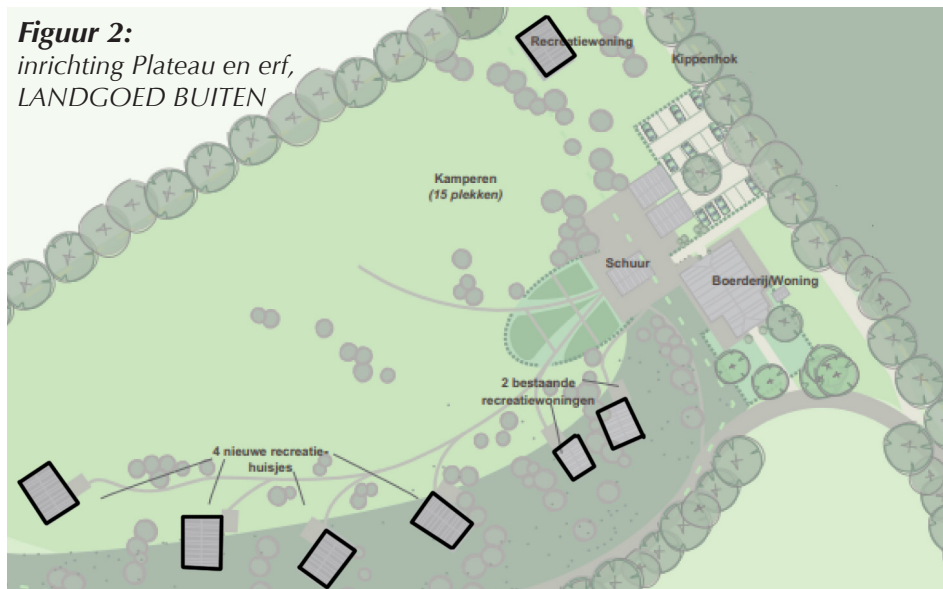 Figuur 2:
inrichting Plateau en erf,
LANDGOED BUITEN
Recreatiewoning
Kippenhok
Kamperen
(15 plekken)
Schuur
Boerderij/Woning
2 bestaande
recreatiewoningen
4 nieuwe recreatie-
huisjes